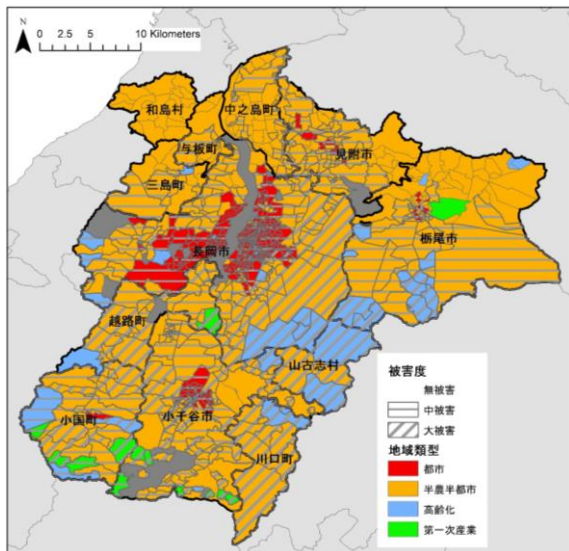 N
0 2.5 5 10 Kilometers
和島村
中之島町
与板町
見附市
三島町
長岡市
栃尾市
越路町
山古志村
小国町
小千谷市
川口町
被害度
無被害
中被害
大被害
地域類型
都市
半農半都市
高齢化
第一次産業